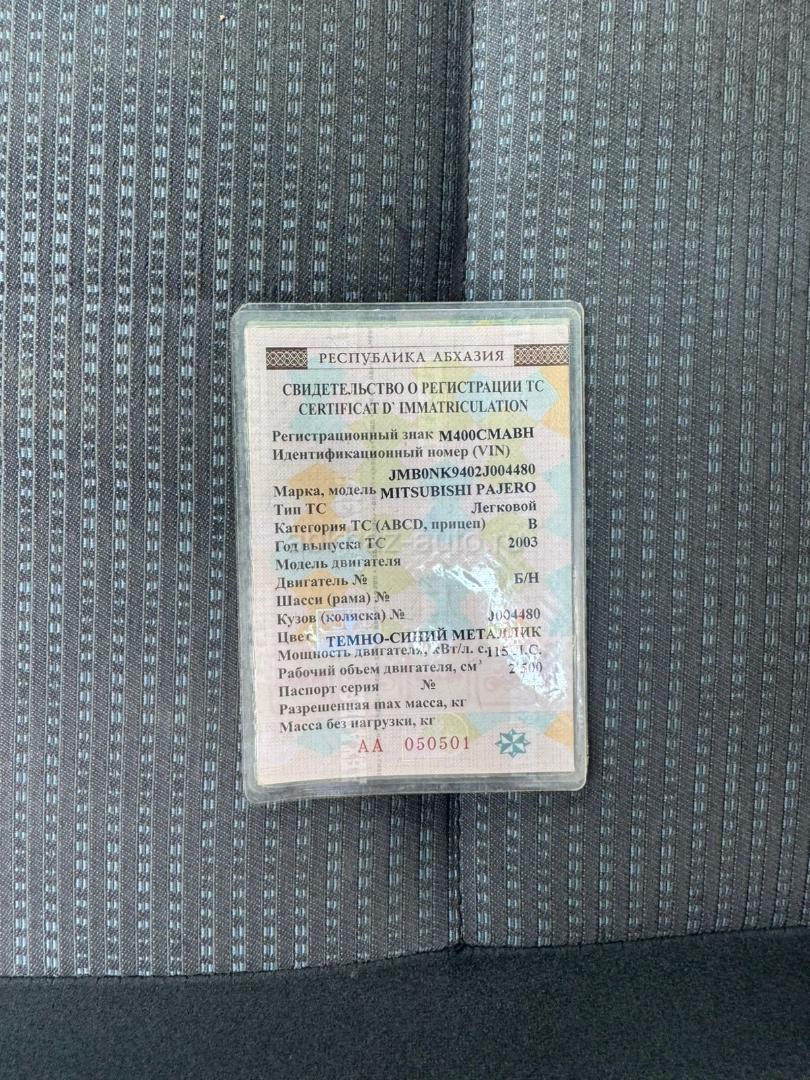 РЕСПУБЛИКА АБХАЗИЯ
СВИДЕТЕЛЬСТВО О РЕГИСТРАЦИИ ТС
CERTIFICAT D` IMMATRICULATION
Регистрационный знак М400СМАВН
Идентификационный номер (VIN)
JMB0NK9402J004480
Марка, модель MITSUBISHI PAJERO
Тип ТС Легковой
Категория ТС (ABCD, прицеп) B
Год выпуска ТС 2003
Модель двигателя
Двигатель № Б/Н
Шасси (рама) №
Кузов (коляска) № J004480
Цвет ТЕМНО-СИНИЙ МЕТАЛЛИК
Мощность двигателя, кВт/л. с. 115
Рабочий объем двигателя, см³ 2 500
Паспорт серия №
Разрешенная max масса, кг
Масса без нагрузки, кг
АА 050501